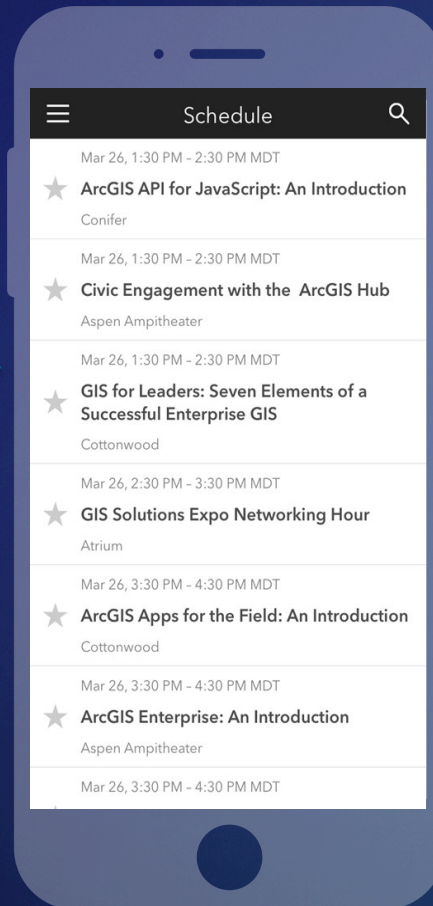 Schedule
Mar 26, 1:30 PM – 2:30 PM MDT
ArcGIS API for JavaScript: An Introduction
Conifer
Mar 26, 1:30 PM – 2:30 PM MDT
Civic Engagement with the  ArcGIS Hub
Aspen Ampitheater
Mar 26, 1:30 PM – 2:30 PM MDT
GIS for Leaders: Seven Elements of a
Successful Enterprise GIS
Cottonwood
Mar 26, 2:30 PM – 3:30 PM MDT
GIS Solutions Expo Networking Hour
Atrium
Mar 26, 3:30 PM – 4:30 PM MDT
ArcGIS Apps for the Field: An Introduction
Cottonwood
Mar 26, 3:30 PM – 4:30 PM MDT
ArcGIS Enterprise: An Introduction
Aspen Ampitheater
Mar 26, 3:30 PM – 4:30 PM MDT